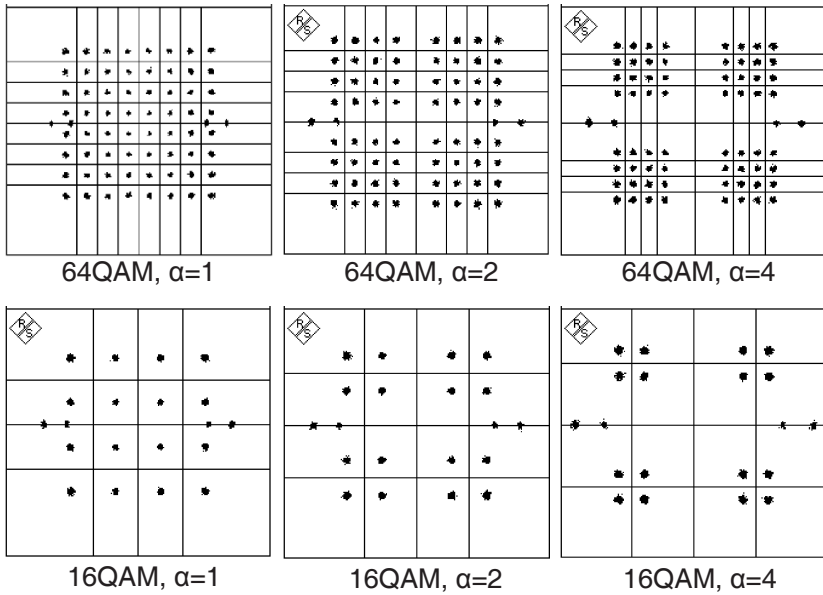 R/S
R/S
64QAM, α=1
64QAM, α=2
64QAM, α=4
R/S
R/S
R/S
16QAM, α=1
16QAM, α=2
16QAM, α=4